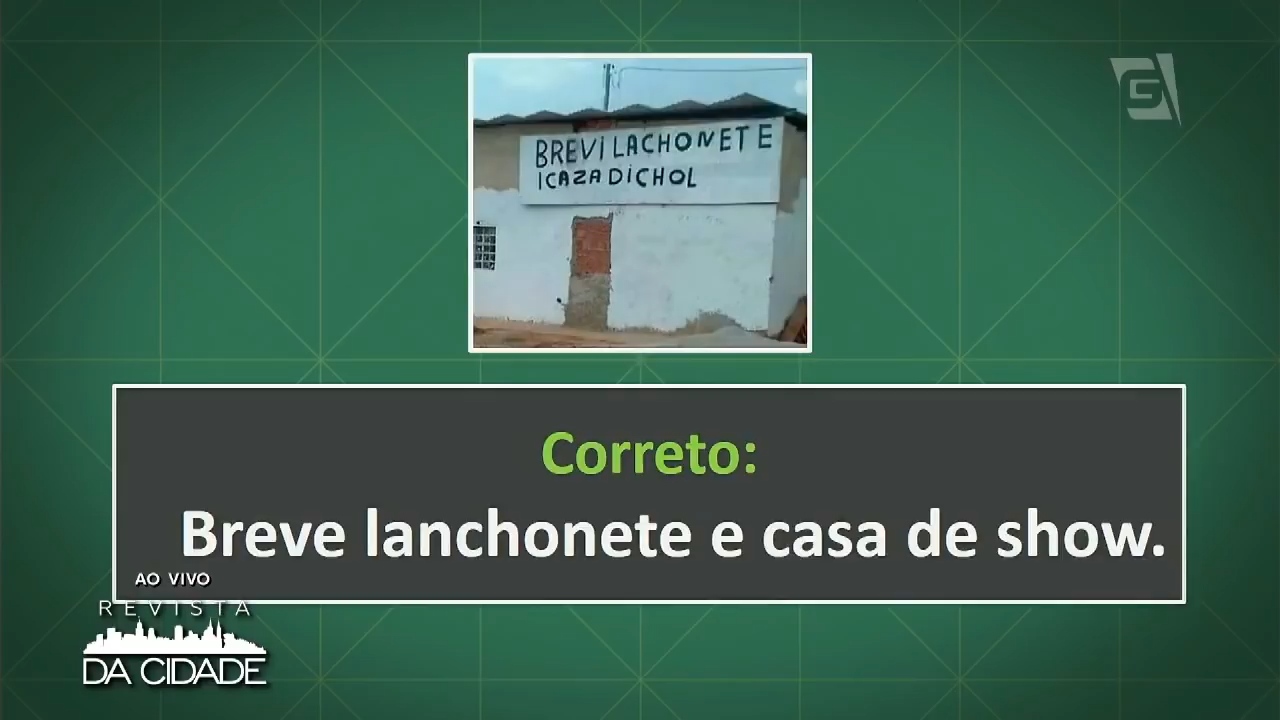 G
BREVI LACHONETE
ICAZA DICHOL
Correto:
Breve lanchonete e casa de show.
AO VIVO
REVISTA
DA CIDADE